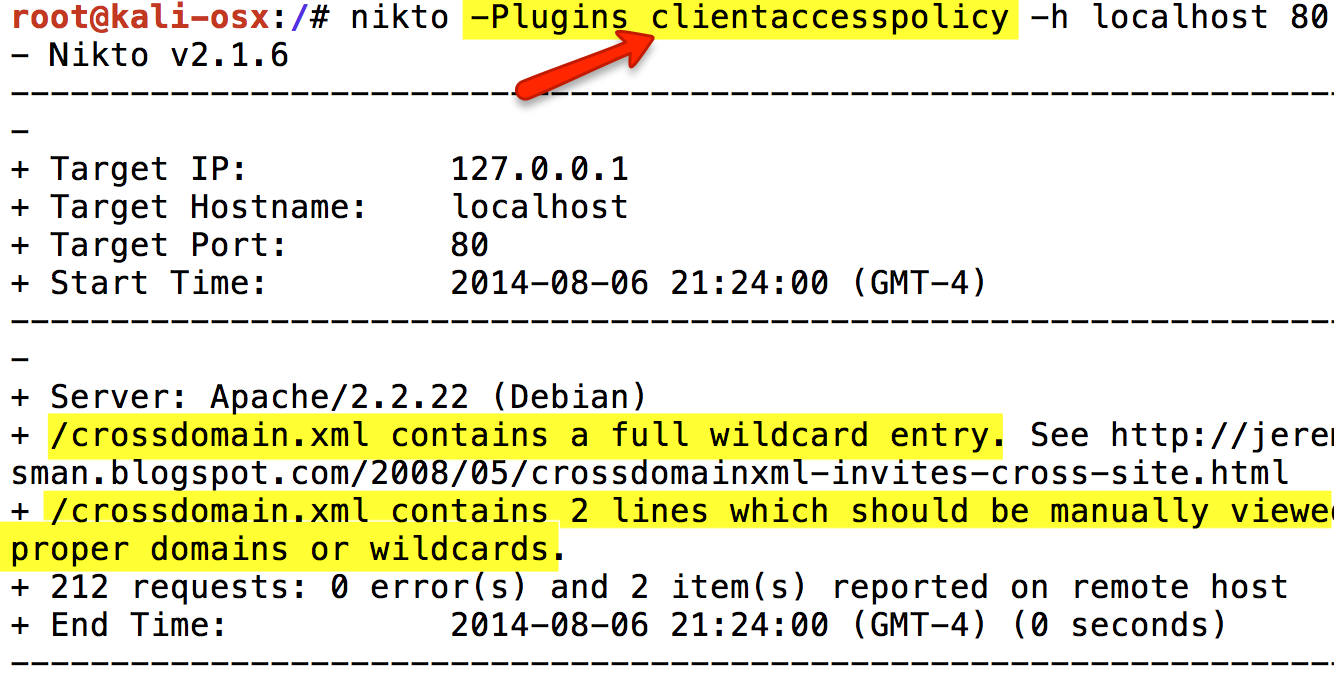 root@kali-osx:/# nikto -Plugins clientaccesspolicy -h localhost 80
- Nikto v2.1.6
-------------------------------------------------------------------
-
+ Target IP:          127.0.0.1
+ Target Hostname:    localhost
+ Target Port:        80
+ Start Time:         2014-08-06 21:24:00 (GMT-4)
-------------------------------------------------------------------
-
+ Server: Apache/2.2.22 (Debian)
+ /crossdomain.xml contains a full wildcard entry. See http://jerem
sman.blogspot.com/2008/05/crossdomainxml-invites-cross-site.html
+ /crossdomain.xml contains 2 lines which should be manually viewed
proper domains or wildcards.
+ 212 requests: 0 error(s) and 2 item(s) reported on remote host
+ End Time:           2014-08-06 21:24:00 (GMT-4) (0 seconds)
-------------------------------------------------------------------